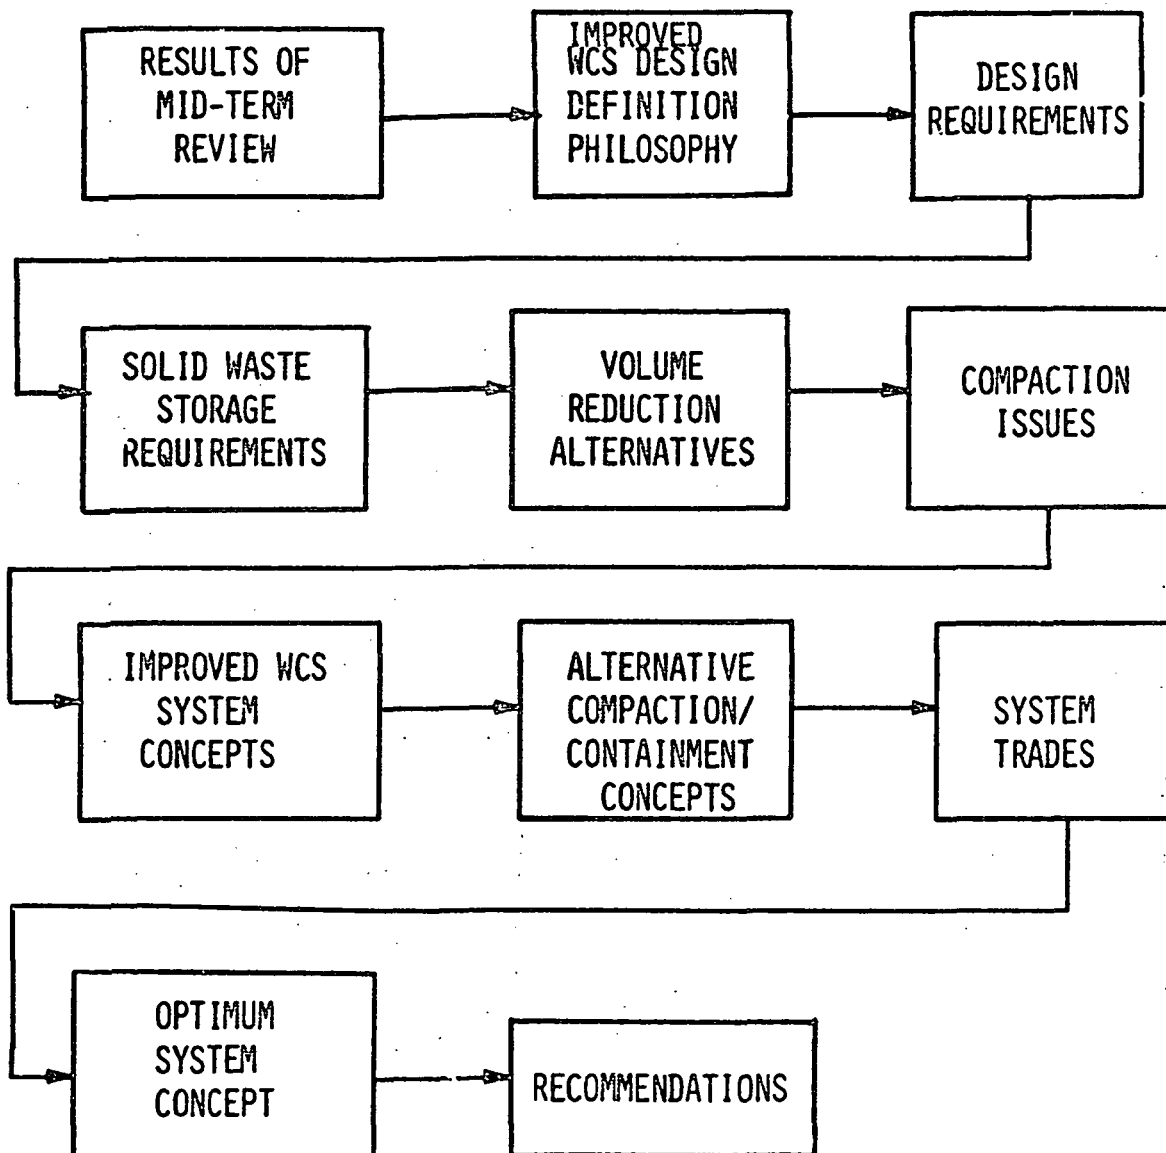 RESULTS OF
MID-TERM
REVIEW
IMPROVED
WCS DESIGN
DEFINITION
PHILOSOPHY
DESIGN
REQUIREMENTS
SOLID WASTE
STORAGE
REQUIREMENTS
VOLUME
REDUCTION
ALTERNATIVES
COMPACTION
ISSUES
IMPROVED WCS
SYSTEM
CONCEPTS
ALTERNATIVE
COMPACTION/
CONTAINMENT
CONCEPTS
SYSTEM
TRADES
OPTIMUM
SYSTEM
CONCEPT
RECOMMENDATIONS